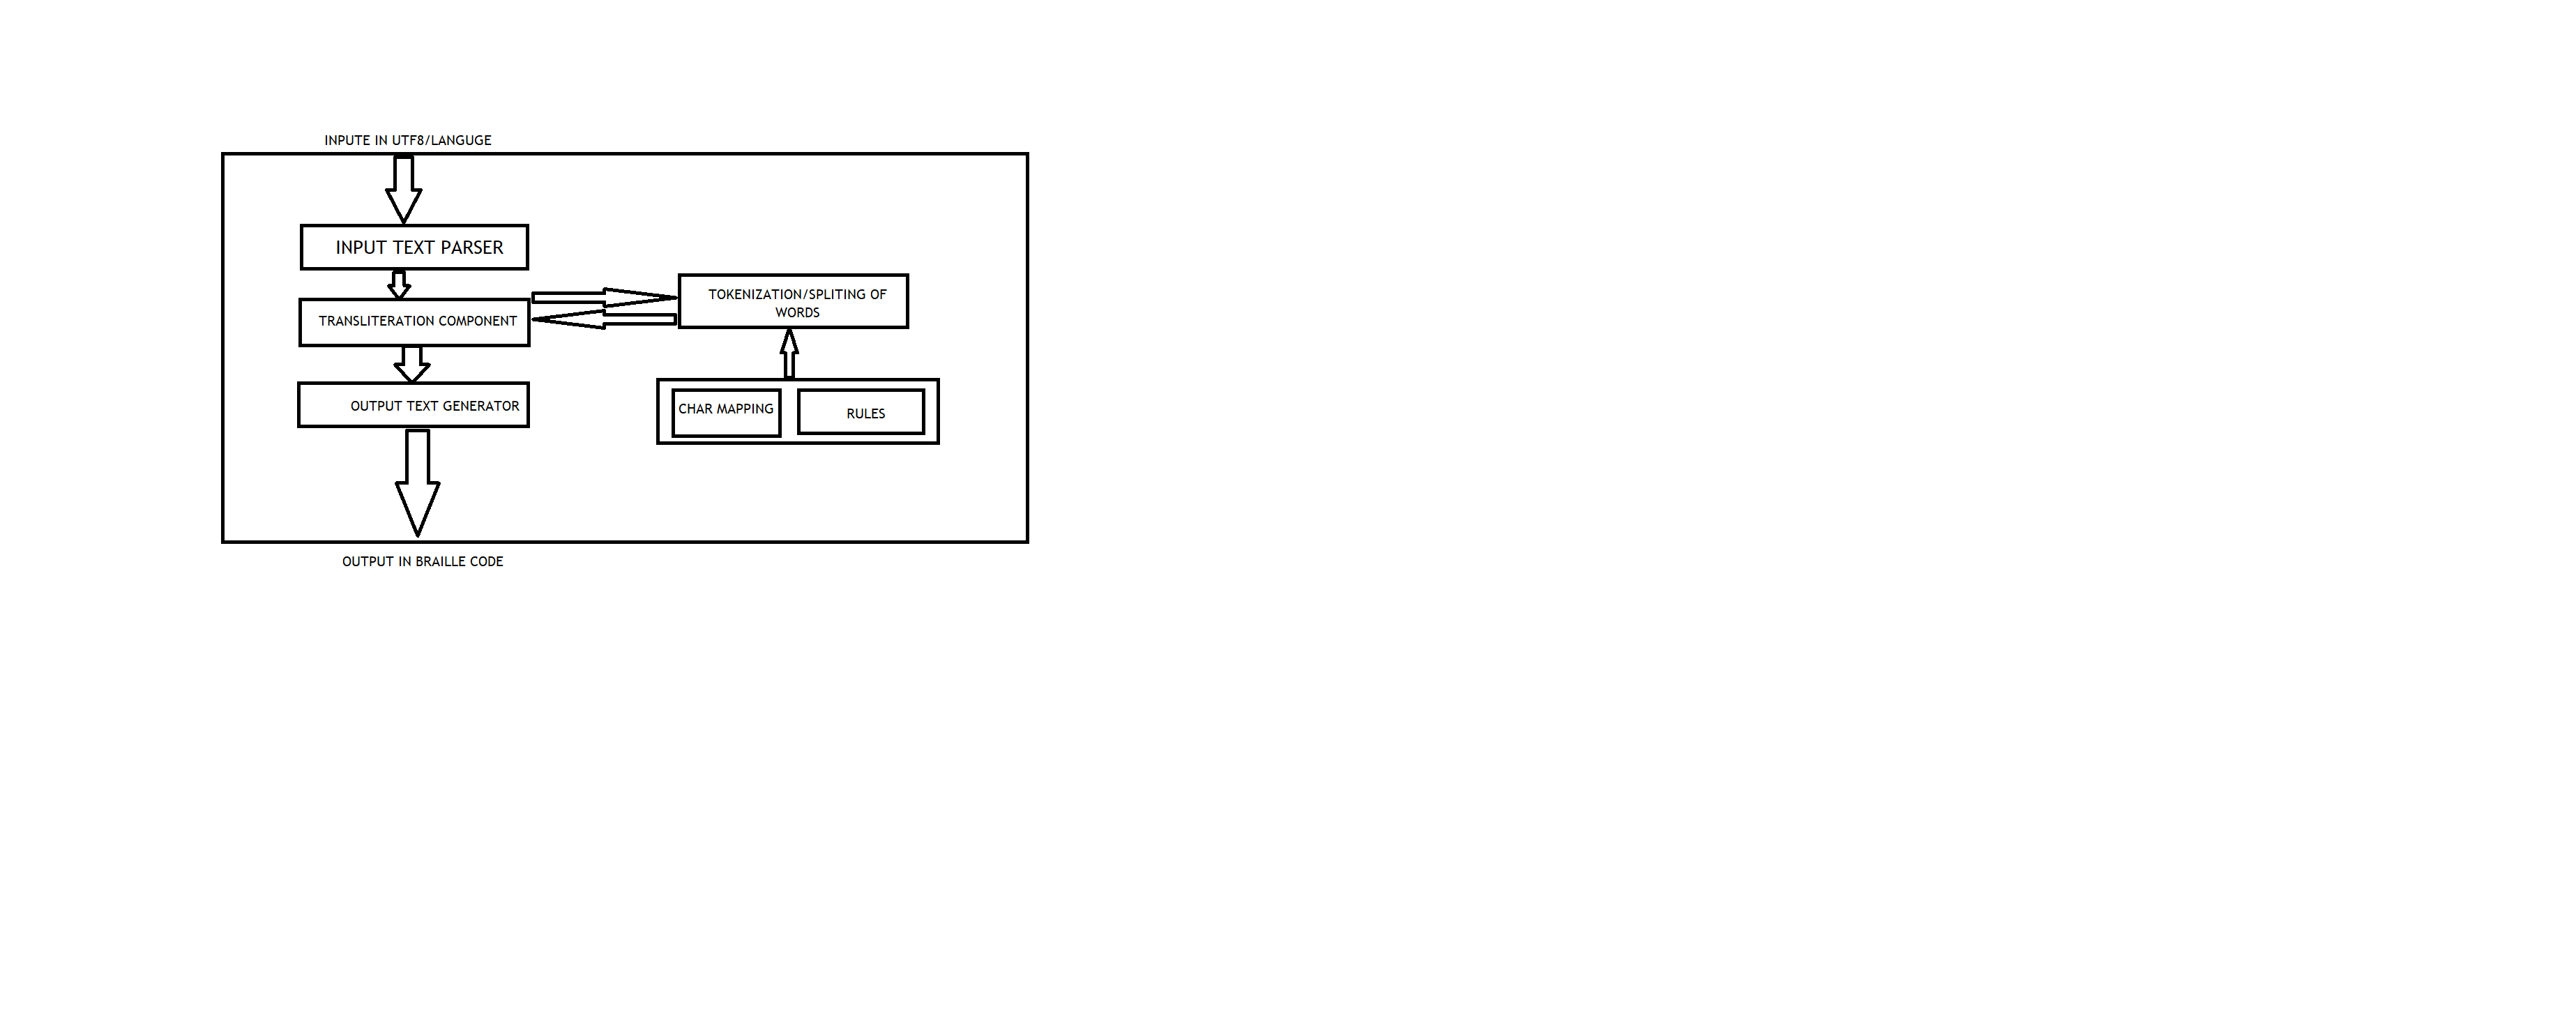 INPUTE IN UTF8/LANGUGE
INPUT TEXT PARSER
TRANSLITERATION COMPONENT
TOKENIZATION/SPLITING OF
WORDS
OUTPUT TEXT GENERATOR
CHAR MAPPING
RULES
OUTPUT IN BRAILLE CODE